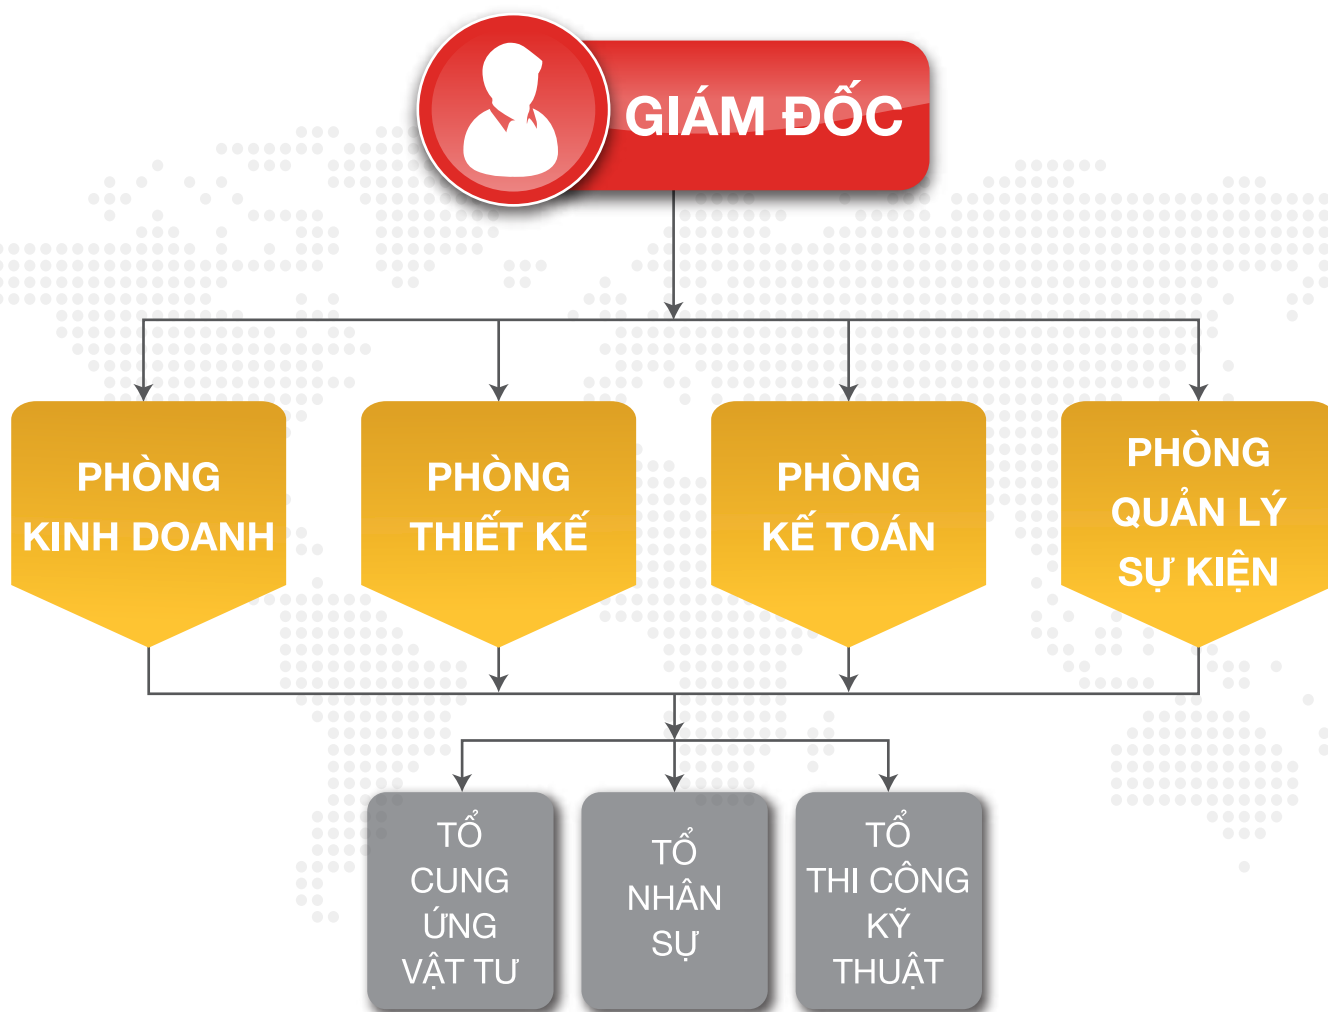 GIÁM ĐỐC
PHÒNG
KINH DOANH
PHÒNG
THIẾT KẾ
PHÒNG
KẾ TOÁN
PHÒNG
QUẢN LÝ
SỰ KIỆN
TỔ
CUNG
ỨNG
VẬT TƯ
TỔ
NHÂN
SỰ
TỔ
THI CÔNG
KỸ
THUẬT